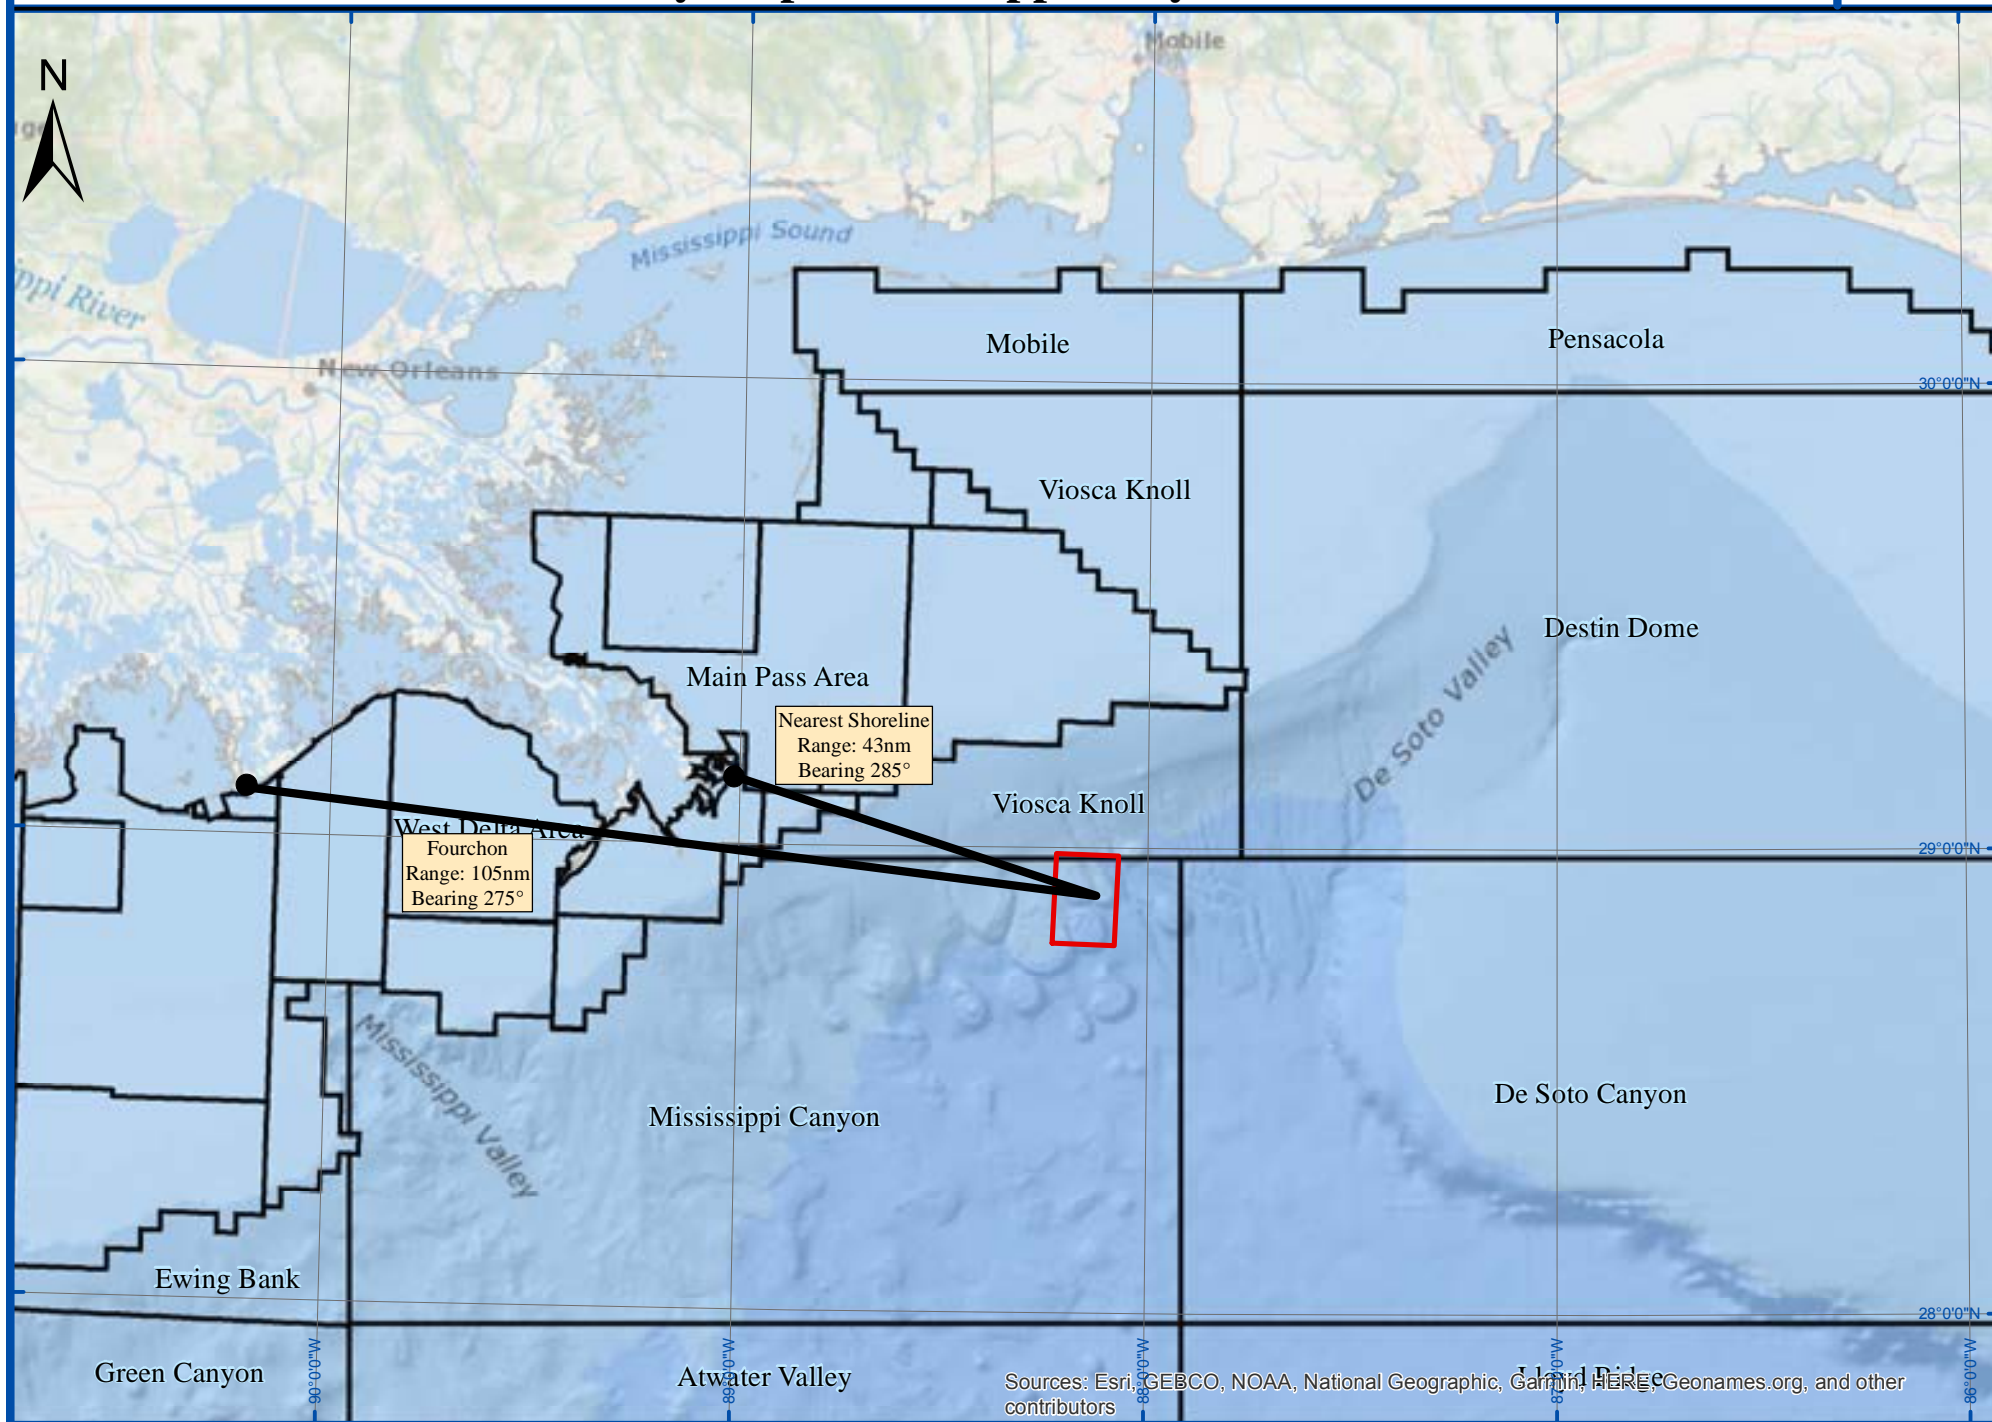 N
Mobile
Mississippi Sound
ippi River
New Orleans
Mobile
Pensacola
30°0'0"N
Viosca Knoll
Destin Dome
De Soto Valley
Main Pass Area
Nearest Shoreline
Range: 43nm
Bearing 285°
Viosca Knoll
West Delta Area
Fourchon
Range: 105nm
Bearing 275°
29°0'0"N
Mississippi Valley
Mississippi Canyon
De Soto Canyon
Ewing Bank
28°0'0"N
90°0'0"W
89°0'0"W
88°0'0"W
87°0'0"W
86°0'0"W
Green Canyon
Atwater Valley
Lloyd Ridge
Sources: Esri, GEBCO, NOAA, National Geographic, Garmin, HERE, Geonames.org, and other
contributors